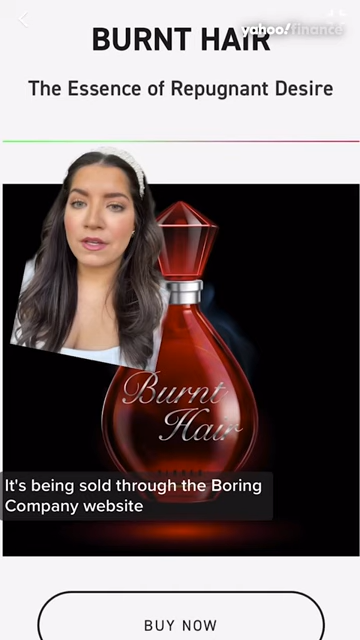 yahoo!finance
BURNT HAIR
The Essence of Repugnant Desire
Burnt
Hair
It's being sold through the Boring
Company website
BUY NOW